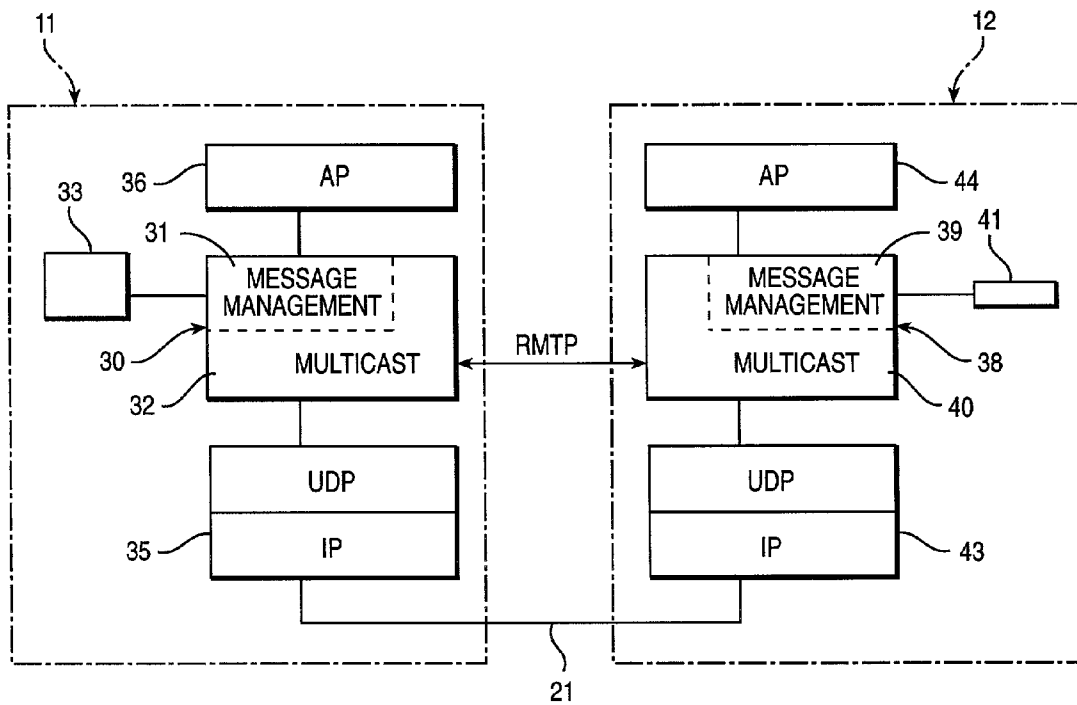 11
12
36
AP
AP
44
33
31
MESSAGE
MANAGEMENT
39
MESSAGE
MANAGEMENT
41
30
RMTP
38
32
MULTICAST
MULTICAST
40
UDP
UDP
35
IP
IP
43
21